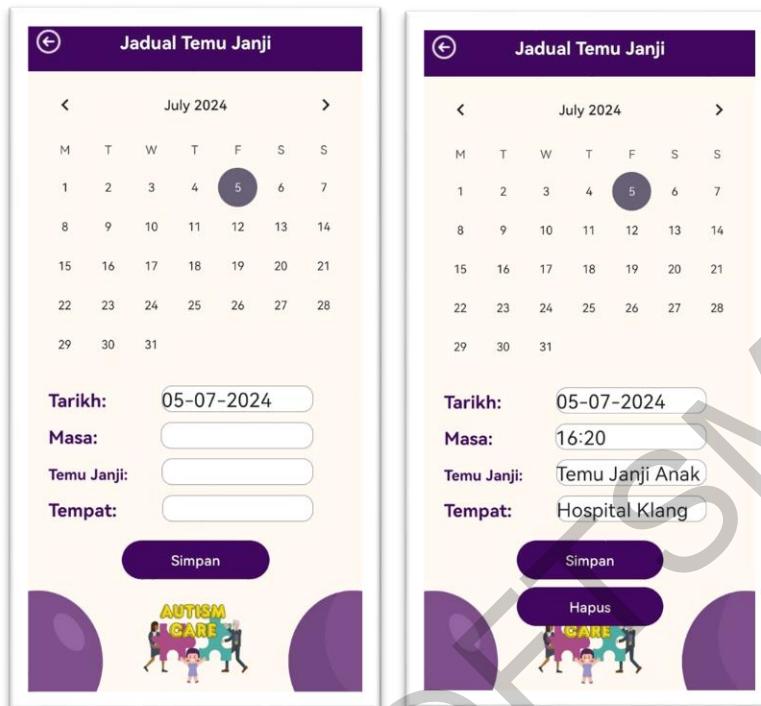 Jadual Temu Janji
July 2024
M T W T F S S
1 2 3 4 5 6 7
8 9 10 11 12 13 14
15 16 17 18 19 20 21
22 23 24 25 26 27 28
29 30 31
Tarikh: 05-07-2024
Masa:
Temu Janji:
Tempat:
Simpan
AUTISM
CARE
Jadual Temu Janji
July 2024
M T W T F S S
1 2 3 4 5 6 7
8 9 10 11 12 13 14
15 16 17 18 19 20 21
22 23 24 25 26 27 28
29 30 31
Tarikh: 05-07-2024
Masa: 16:20
Temu Janji: Temu Janji Anak
Tempat: Hospital Klang
Simpan
Hapus
CARE